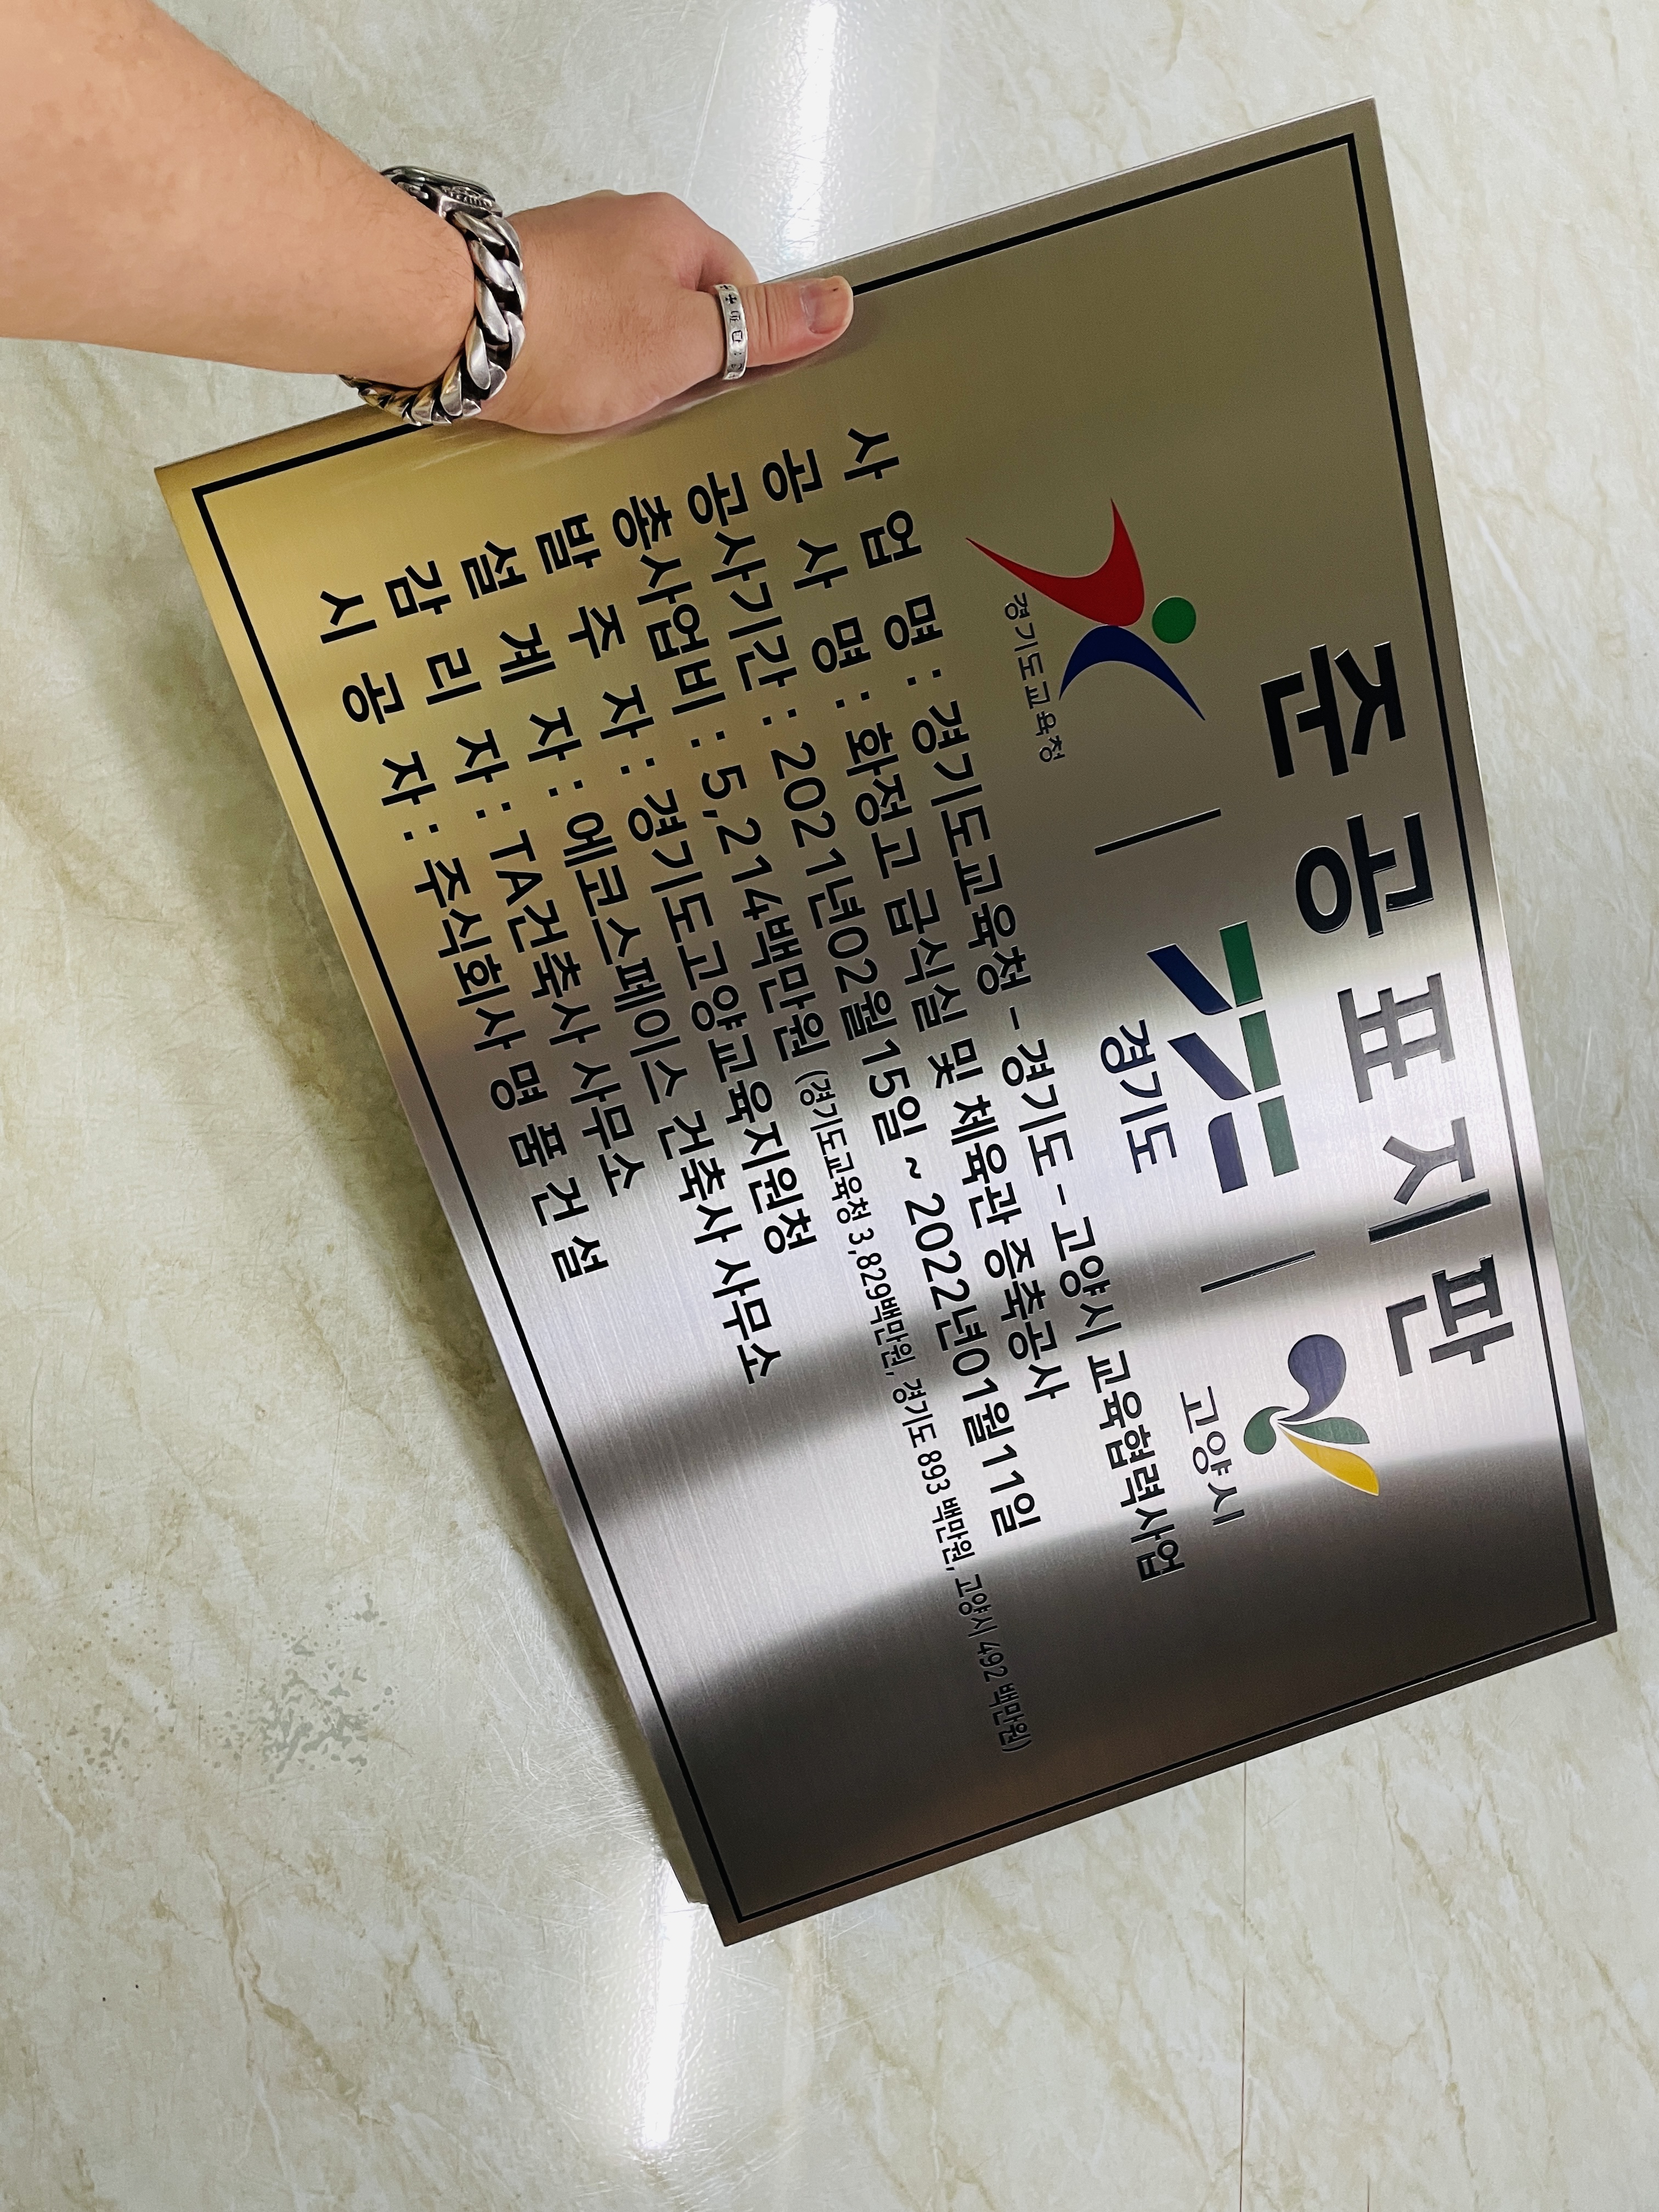 준공표지판
경기도교육청
경기도
고양시
사 업 명 : 경기도교육청 - 경기도 - 고양시 교육협력사업
공 사 명 : 화정고 급식실 및 체육관 증축공사
공사기간 : 2021년02월15일 ~ 2022년01월11일
총사업비 : 5,214백만원 (경기도교육청 3,829백만원, 경기도 893 백만원, 고양시 492 백만원)
발 주 자 : 경기도고양교육지원청
설 계 자 : 에코스페이스 건축사 사무소
감 리 자 : TA건축사 사무소
시 공 자 : 주식회사 명 품 건 설